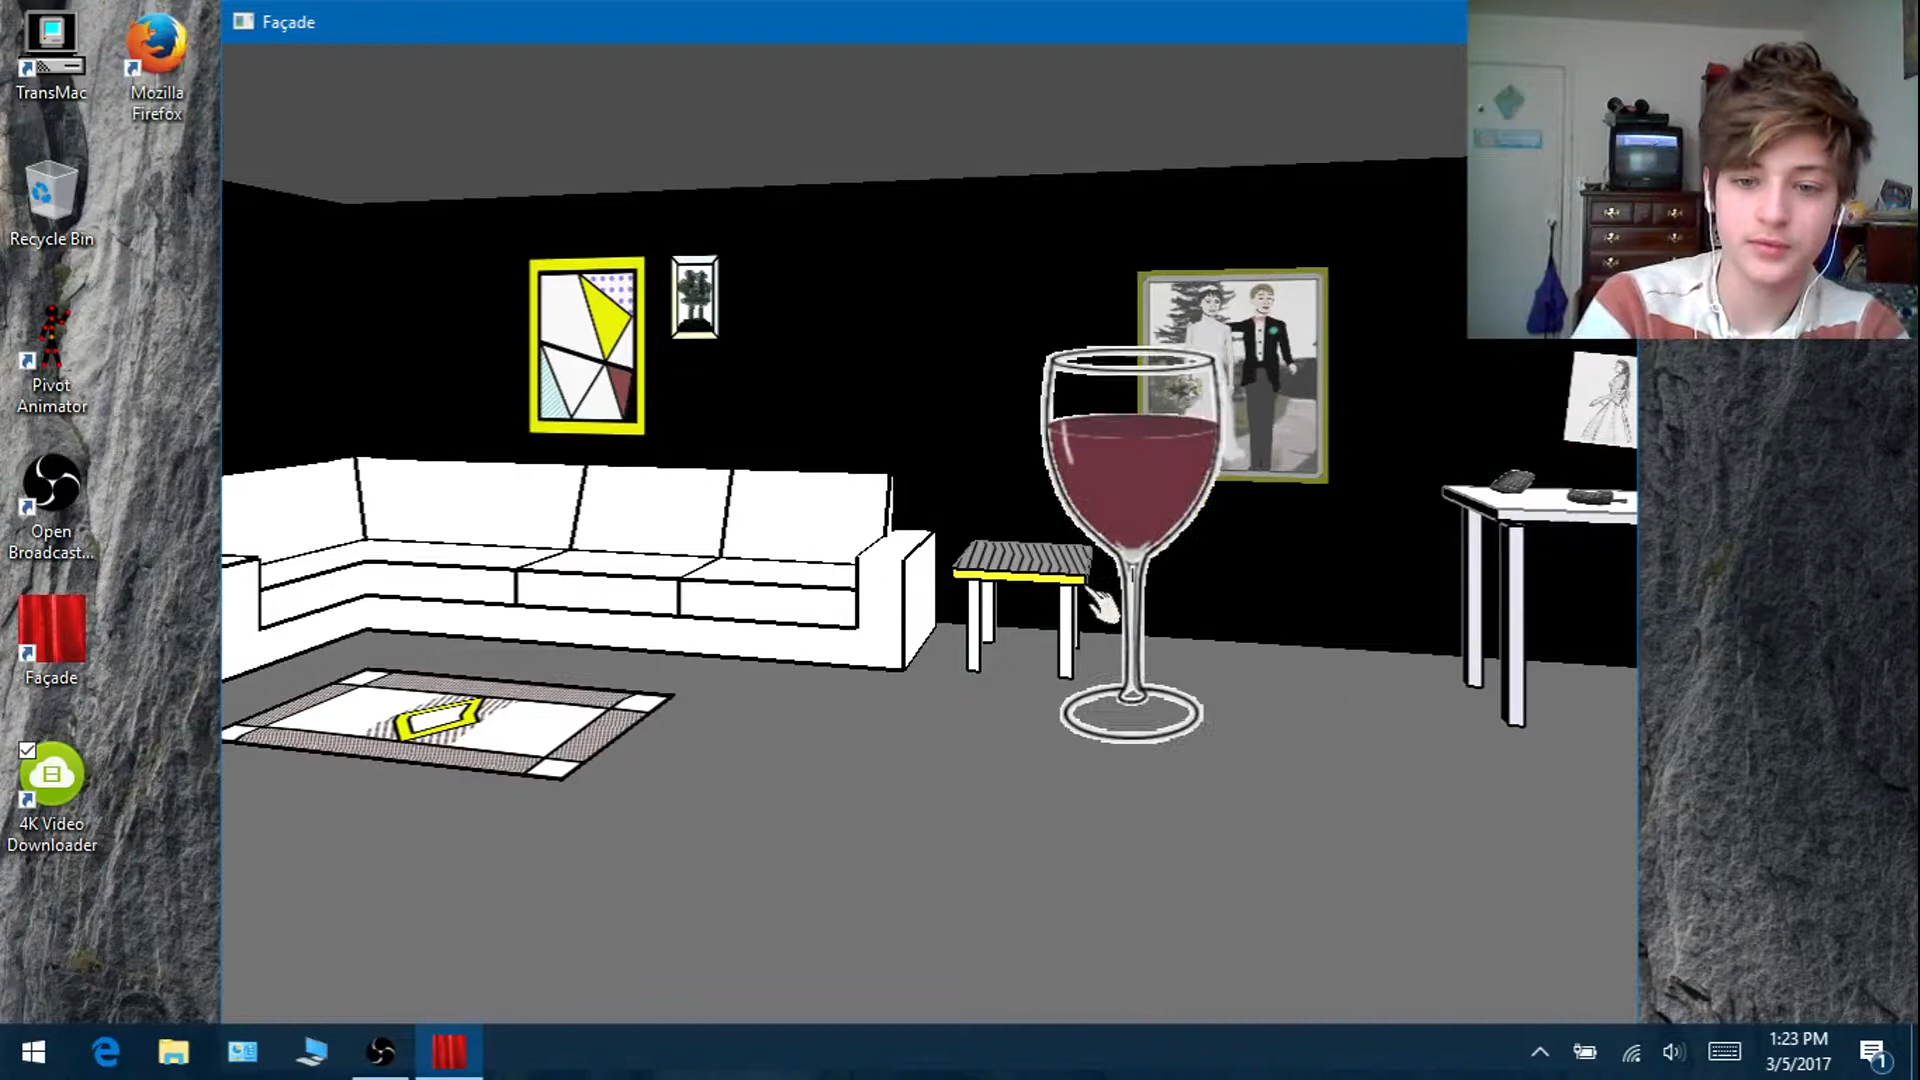 Façade
TransMac
Mozilla
Firefox
Recycle Bin
Pivot
Animator
Open
Broadcast...
Façade
4K Video
Downloader
1:23 PM
3/5/2017
1